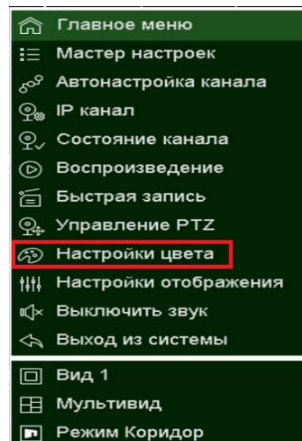 Главное меню
Мастер настроек
Автонастройка канала
IP канал
Состояние канала
Воспроизведение
Быстрая запись
Управление PTZ
Настройки цвета
Настройки отображения
Выключить звук
Выход из системы
Вид 1
Мультивид
Режим Коридор